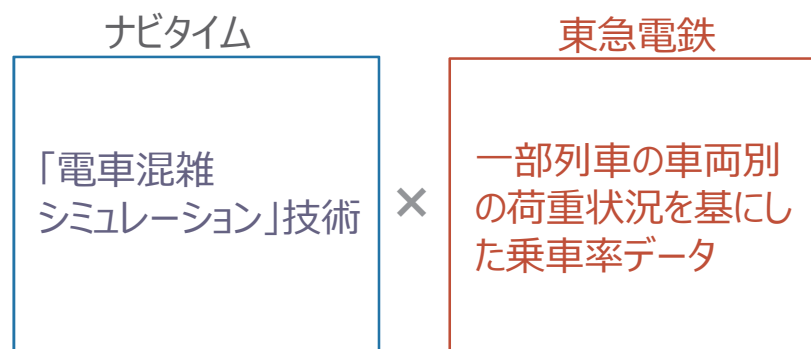 ナビタイム
「電車混雑
シミュレーション」技術
×
東急電鉄
一部列車の車両別
の荷重状況を基にし
た乗車率データ